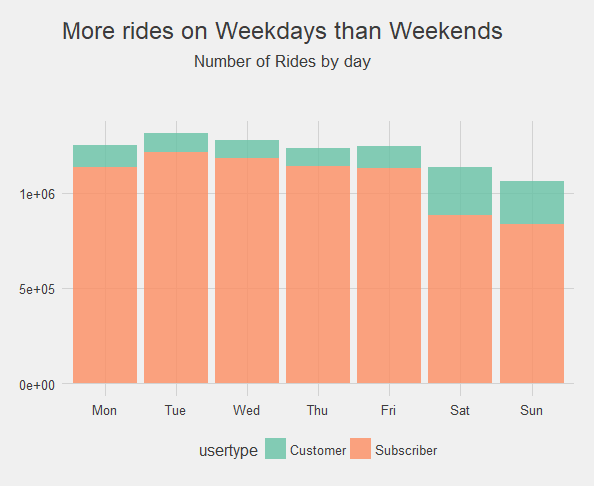 More rides on Weekdays than Weekends
Number of Rides by day
1e+06
5e+05
0e+00
Mon Tue Wed Thu Fri Sat Sun
usertype Customer Subscriber